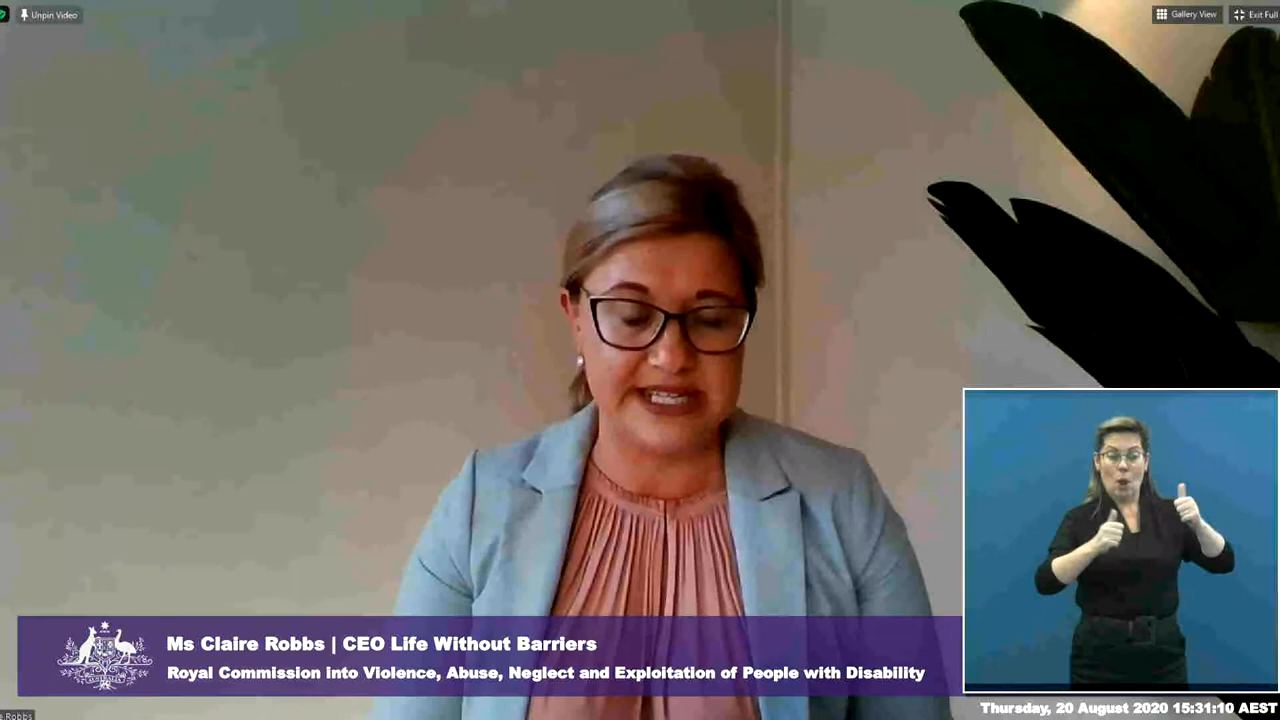 Unpin Video
Gallery View
Exit Full
Ms Claire Robbs | CEO Life Without Barriers
Royal Commission into Violence, Abuse, Neglect and Exploitation of People with Disability
Robbs
Thursday, 20 August 2020 15:31:10 AEST